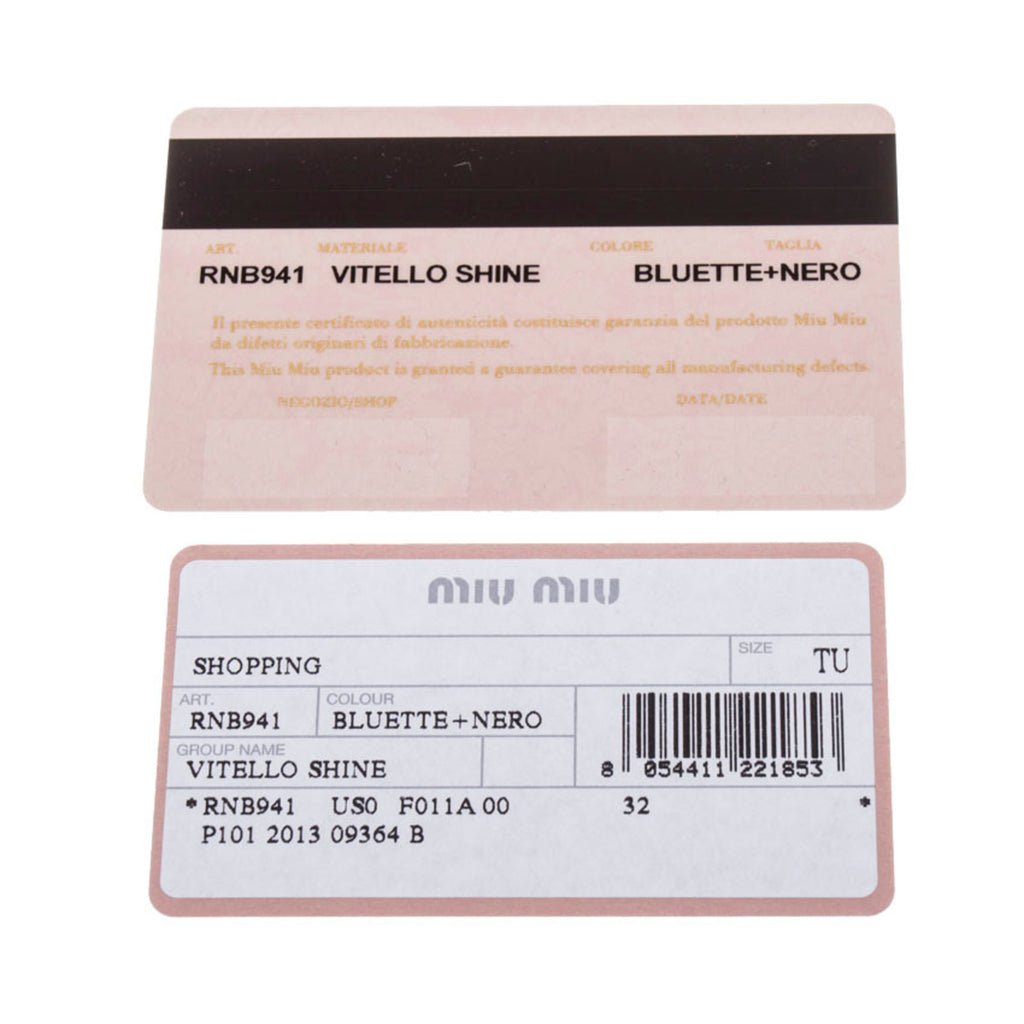 ART. MATERIALE COLORE TAGLIA
RNB941 VITELLO SHINE BLUETTE+NERO
Il presente certificato di autenticità costituisce garanzia del prodotto Miu Miu
da difetti originari di fabbricazione.
This Miu Miu product is granted a guarantee covering all manufacturing defects.
NEGOZIO/SHOP DATA/DATE
miu miu
SHOPPING SIZE TU
ART. COLOUR
RNB941 BLUETTE+NERO
GROUP NAME
VITELLO SHINE
8 054411 221853
*RNB941 US0 F011A 00 32 *
P101 2013 09364 B